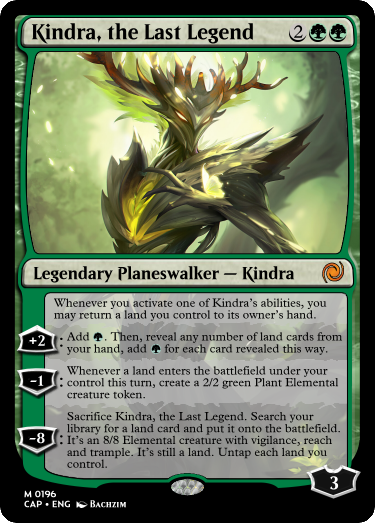 Kindra, the Last Legend 2
Legendary Planeswalker — Kindra
Whenever you activate one of Kindra's abilities, you
may return a land you control to its owner's hand.
+2: Add . Then, reveal any number of land cards from
your hand, add for each card revealed this way.
-1: Whenever a land enters the battlefield under your
control this turn, create a 2/2 green Plant Elemental
creature token.
Sacrifice Kindra, the Last Legend. Search your
library for a land card and put it onto the battlefield.
-8: It's an 8/8 Elemental creature with vigilance, reach
and trample. It's still a land. Untap each land you
control.
3
M 0196
CAP • ENG Bachzim